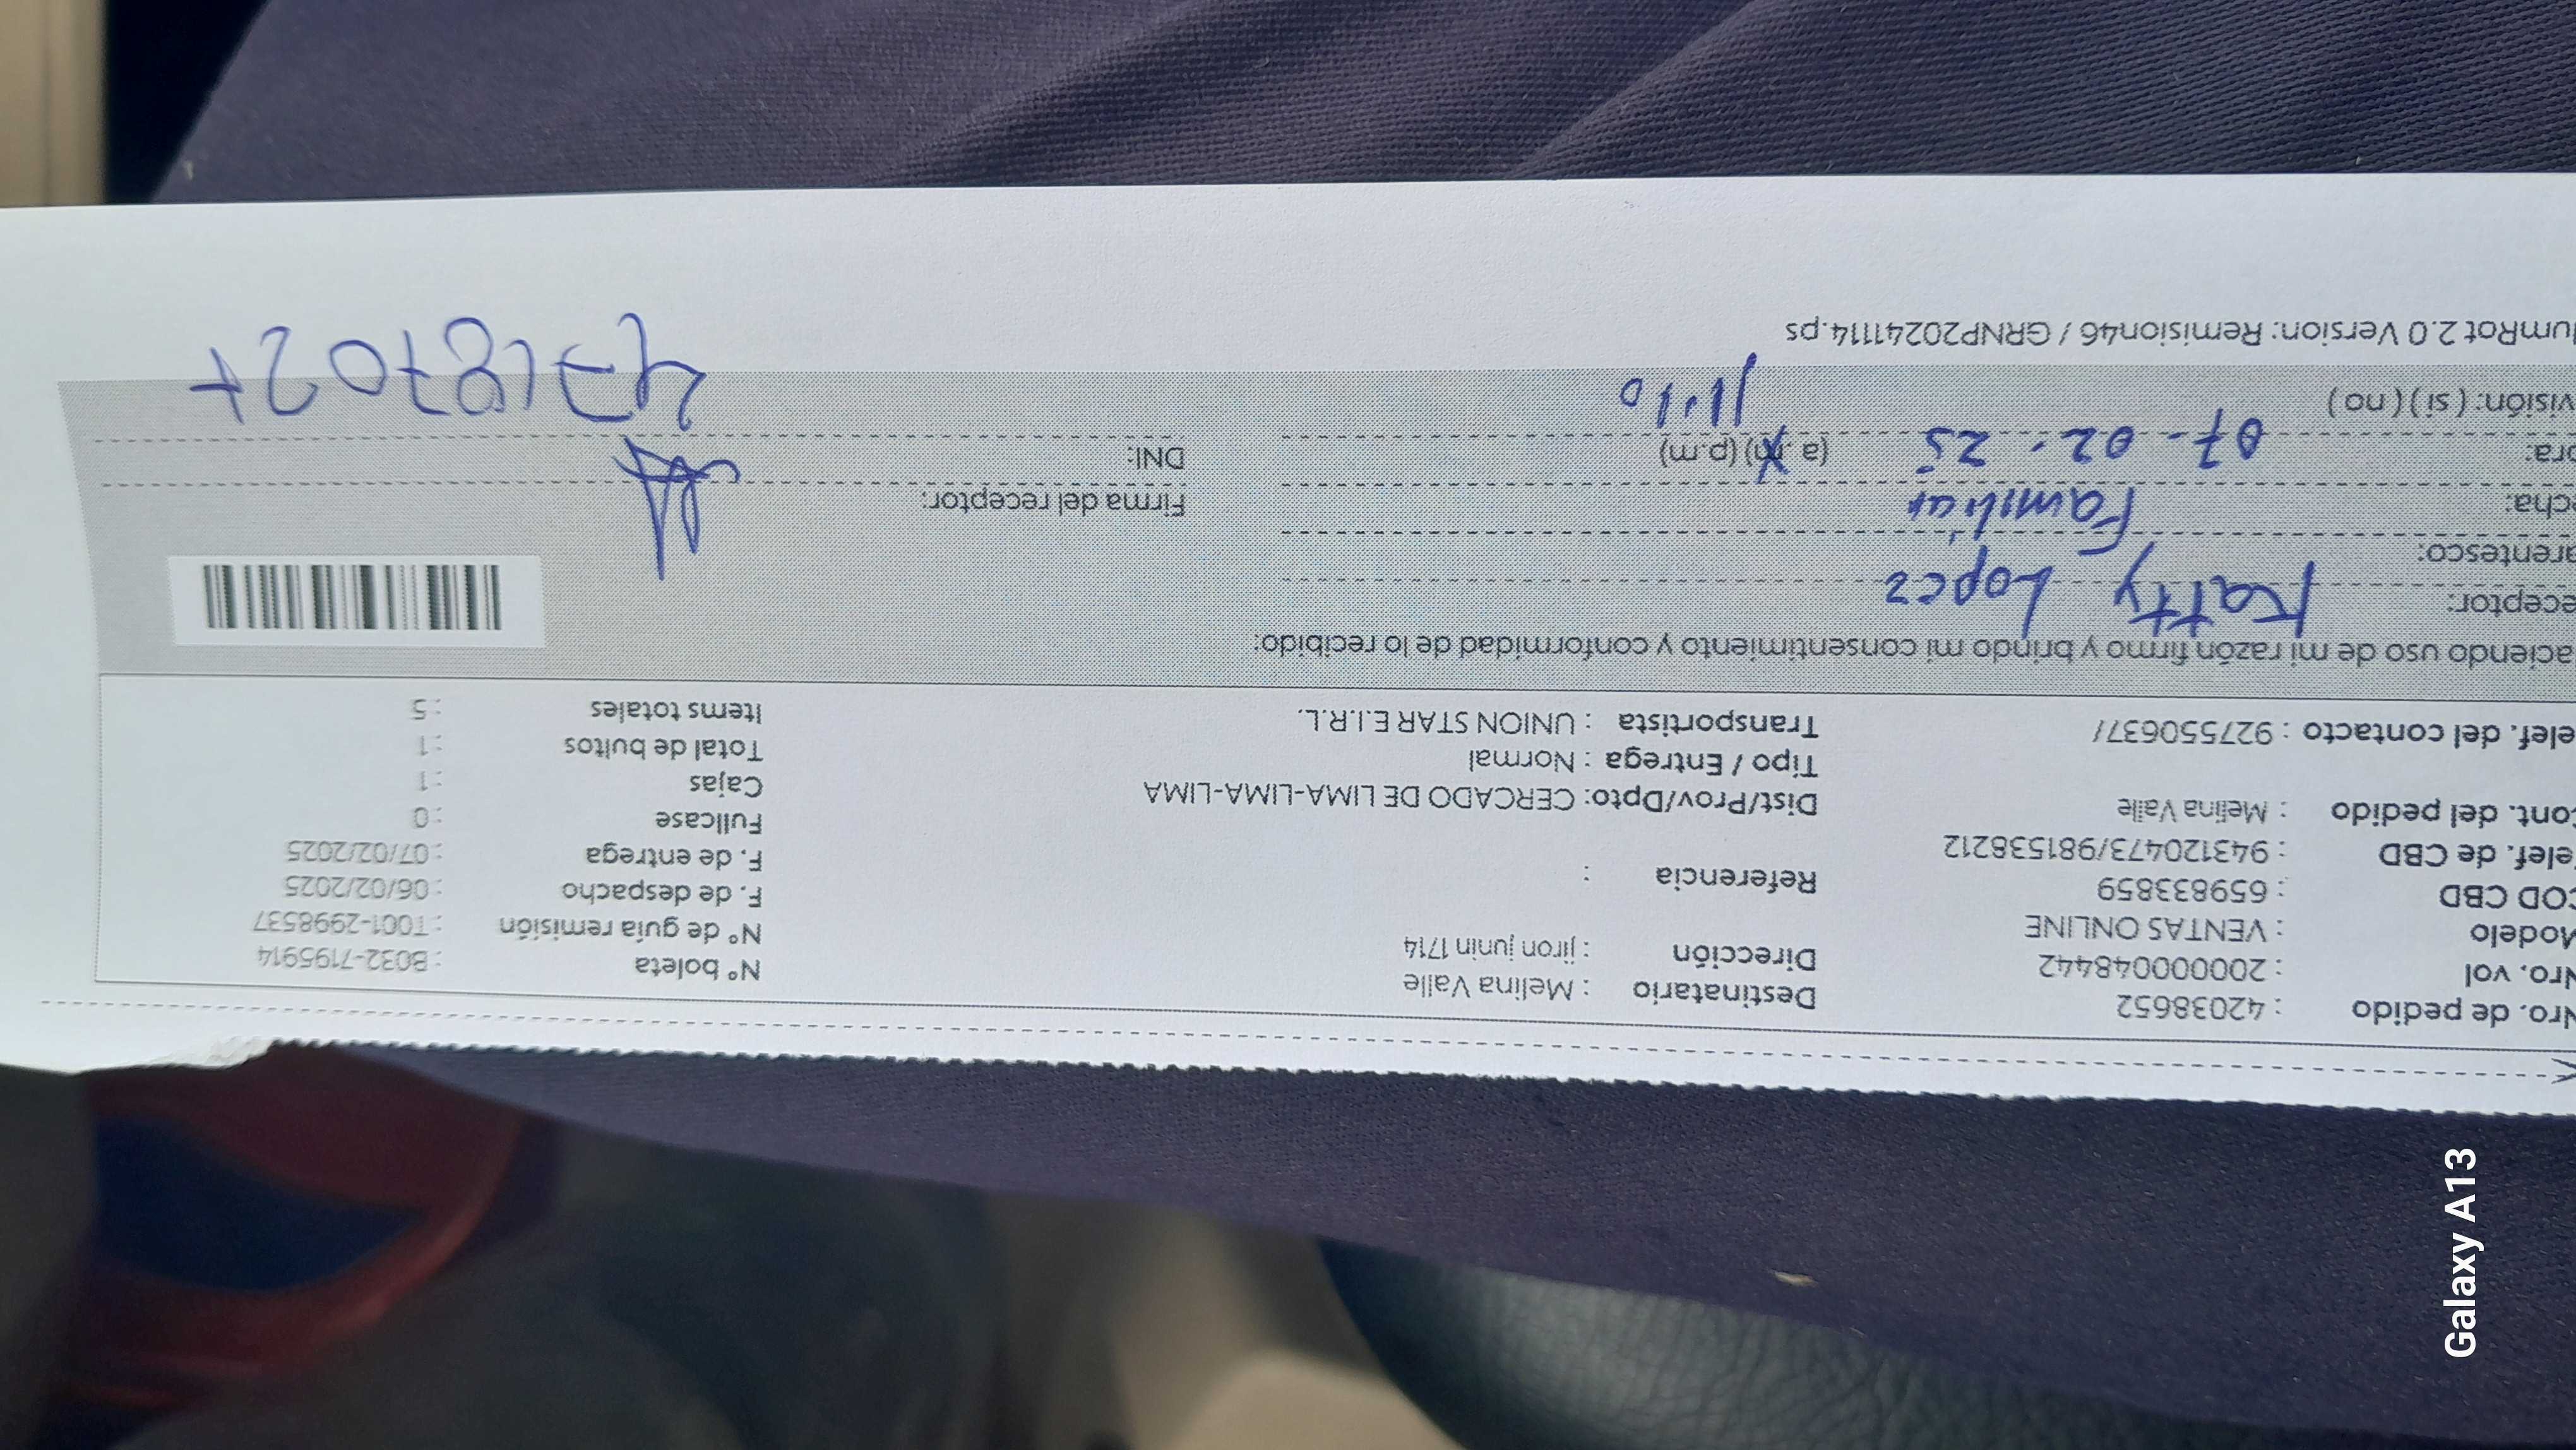 Nro. de pedido : 42038652
Nro. vol : 2000000048442
Modelo : VENTAS ONLINE
COD CBD : 659833859
elef. de CBD : 943120473/981538212
Cont. del pedido : Melina Valle
elef. del contacto : 927550637/
Destinatario : Melina Valle
Dirección : jiron junin 1714
Referencia :
Dist/Prov/Dpto: CERCADO DE LIMA-LIMA-LIMA
Tipo / Entrega : Normal
Transportista : UNION STAR E.I.R.L.
N° boleta : B032-7195914
N° de guía remisión : T001-2998537
F. de despacho : 06/02/2025
F. de entrega : 07/02/2025
Fullcase : 0
Cajas : 1
Total de bultos : 1
Items totales : 5
aciendo uso de mi razón firmo y brindo mi consentimiento y conformidad de lo recibido:
eceptor: Katty Lopez
arentesco: Familiar
echa: 07-02-25
ora: (a.m) (p.m) 11:10
visión: (si) (no)
Firma del receptor:
DNI:
umRot 2.0 Version: Remision46 / GRNP20241114.ps
Galaxy A13